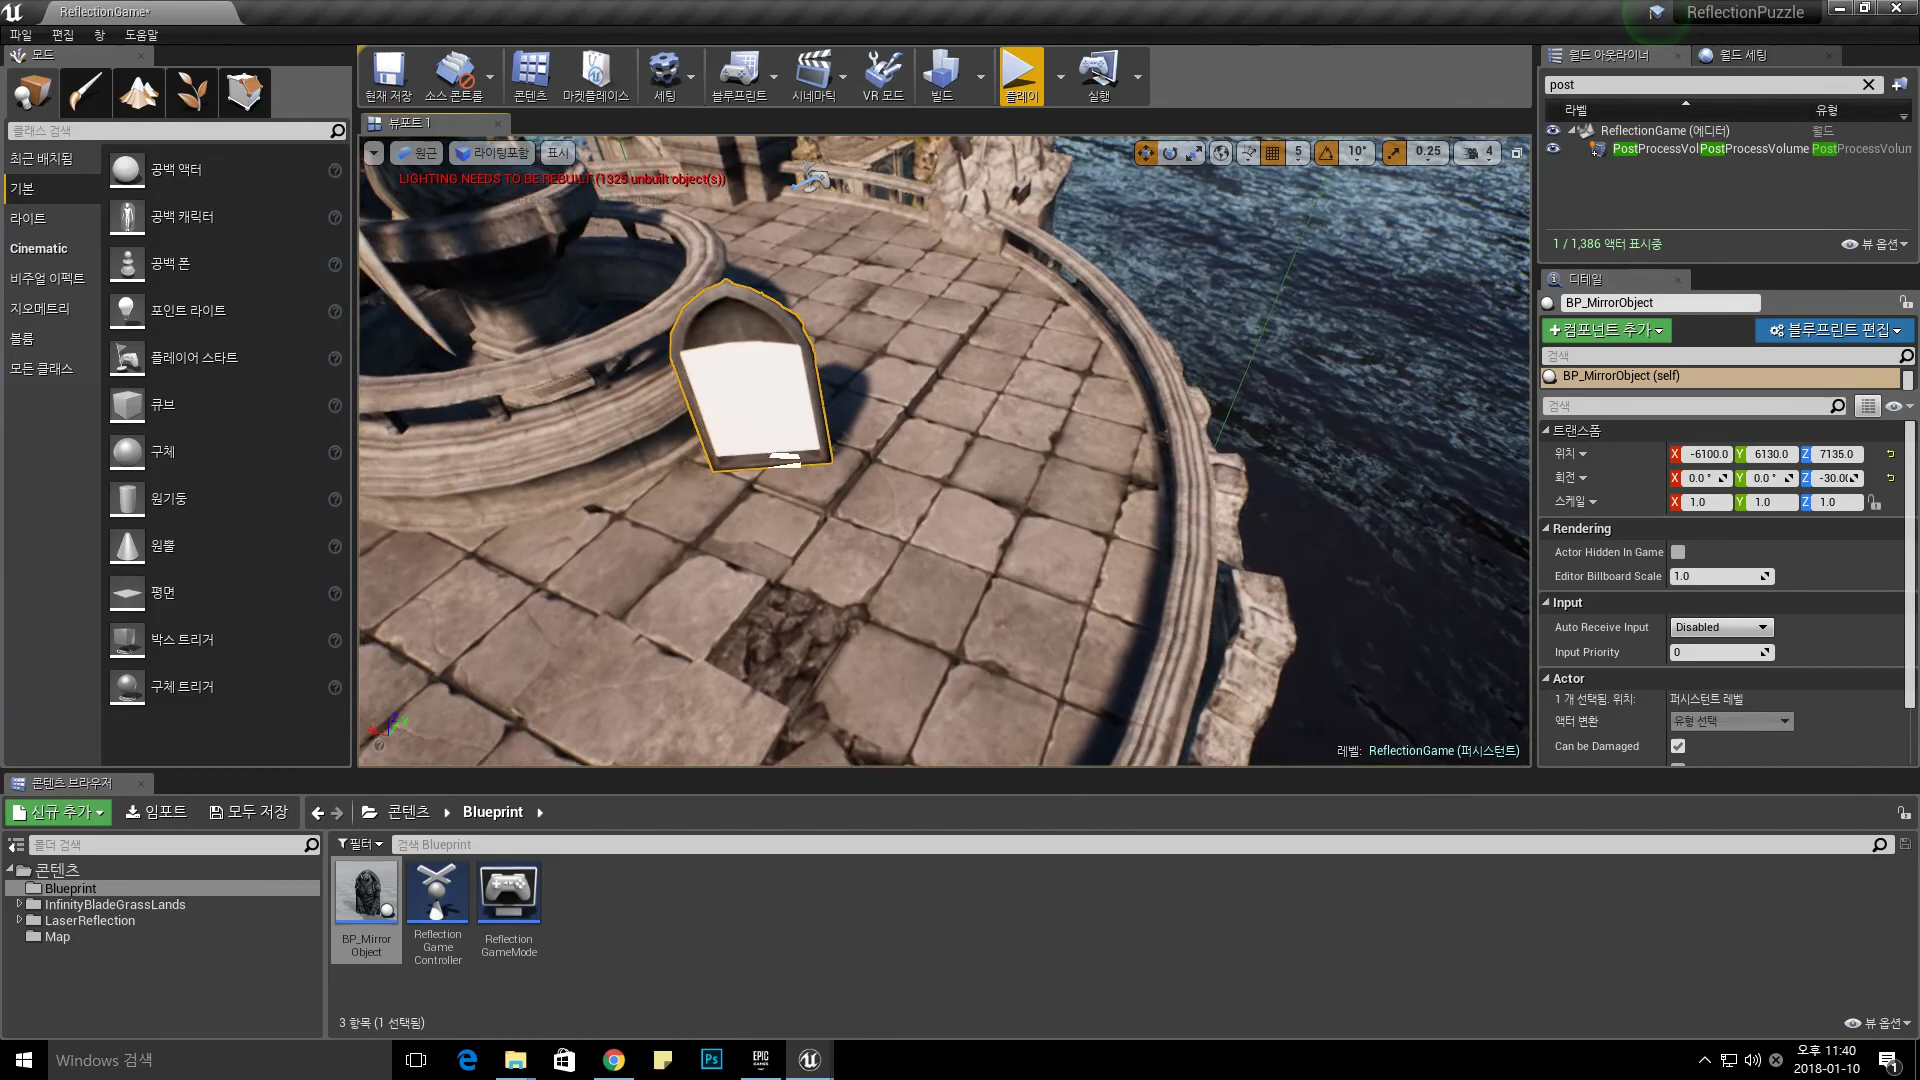 ReflectionGame*
ReflectionPuzzle
파일 편집 창 도움말
모드
클래스 검색
최근 배치됨
기본
라이트
Cinematic
비주얼 이펙트
지오메트리
볼륨
모든 클래스
공백 액터
공백 캐릭터
공백 폰
포인트 라이트
플레이어 스타트
큐브
구체
원기둥
원뿔
평면
박스 트리거
구체 트리거
현재 저장 소스 콘트롤 콘텐츠 마켓플레이스 세팅 블루프린트 시네마틱 VR 모드 빌드 플레이 실행
뷰포트 1
원근 라이팅포함 표시
5 10° 0.25 4
LIGHTING NEEDS TO BE REBUILT (1325 unbuilt object(s))
레벨: ReflectionGame (퍼시스턴트)
월드 아웃라이너 월드 세팅
post
라벨 유형
ReflectionGame (에디터) 월드
PostProcessVolPostProcessVolume PostProcessVolum
1 / 1,386 액터 표시중 뷰 옵션
디테일
BP_MirrorObject
+컴포넌트 추가 블루프린트 편집
검색
BP_MirrorObject (self)
검색
트랜스폼
위치 X -6100.0 Y 6130.0 Z 7135.0
회전 X 0.0 ° Y 0.0 ° Z -30.0(
스케일 X 1.0 Y 1.0 Z 1.0
Rendering
Actor Hidden In Game
Editor Billboard Scale 1.0
Input
Auto Receive Input Disabled
Input Priority 0
Actor
1 개 선택됨. 위치: 퍼시스턴트 레벨
액터 변환 유형 선택
Can be Damaged
콘텐츠 브라우저
신규 추가 임포트 모두 저장 콘텐츠 Blueprint
폴더 검색
필터 검색 Blueprint
콘텐츠
Blueprint
InfinityBladeGrassLands
LaserReflection
Map
BP_Mirror
Object
Reflection
Game
Controller
Reflection
GameMode
3 항목 (1 선택됨) 뷰 옵션
Windows 검색
Ps
EPIC
GAMES
오후 11:40
2018-01-10
1